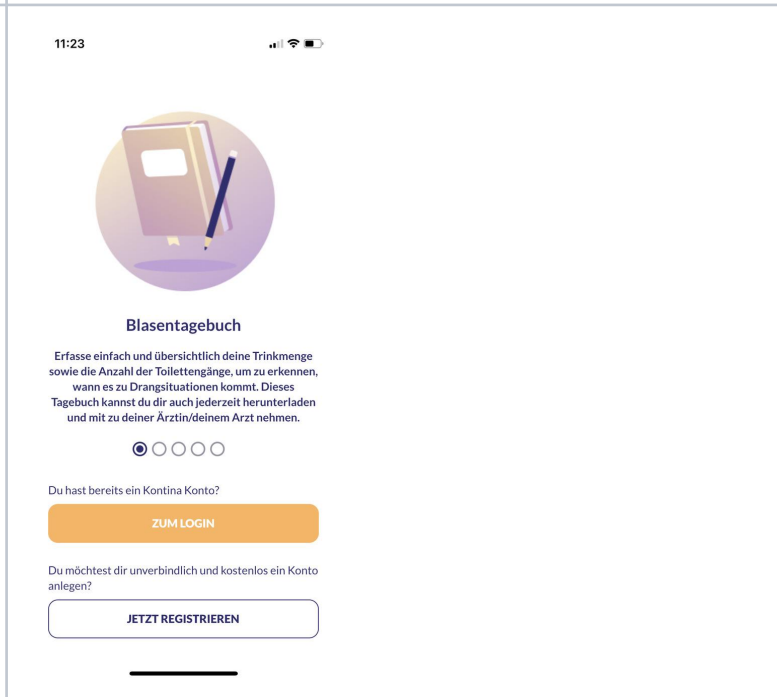 11:23
Blasentagebuch
Erfasse einfach und übersichtlich deine Trinkmenge
sowie die Anzahl der Toilettengänge, um zu erkennen,
wann es zu Drangsituationen kommt. Dieses
Tagebuch kannst du dir auch jederzeit herunterladen
und mit zu deiner Ärztin/deinem Arzt nehmen.
Du hast bereits ein Kontina Konto?
ZUM LOGIN
Du möchtest dir unverbindlich und kostenlos ein Konto
anlegen?
JETZT REGISTRIEREN